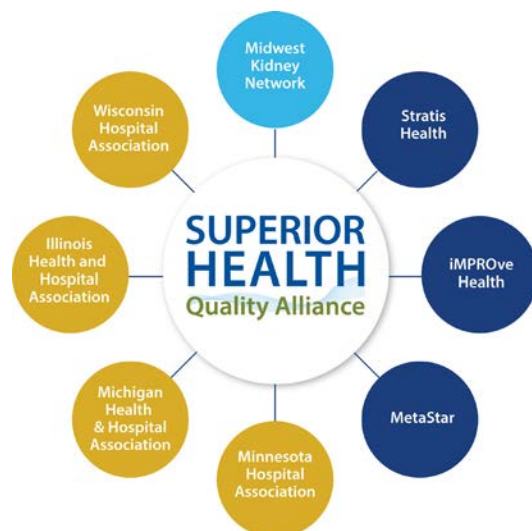 Midwest
Kidney
Network
Stratis
Health
iMPROve
Health
MetaStar
Minnesota
Hospital
Association
Michigan
Health
& Hospital
Association
Illinois
Health and
Hospital
Association
Wisconsin
Hospital
Association
SUPERIOR
HEALTH
Quality Alliance